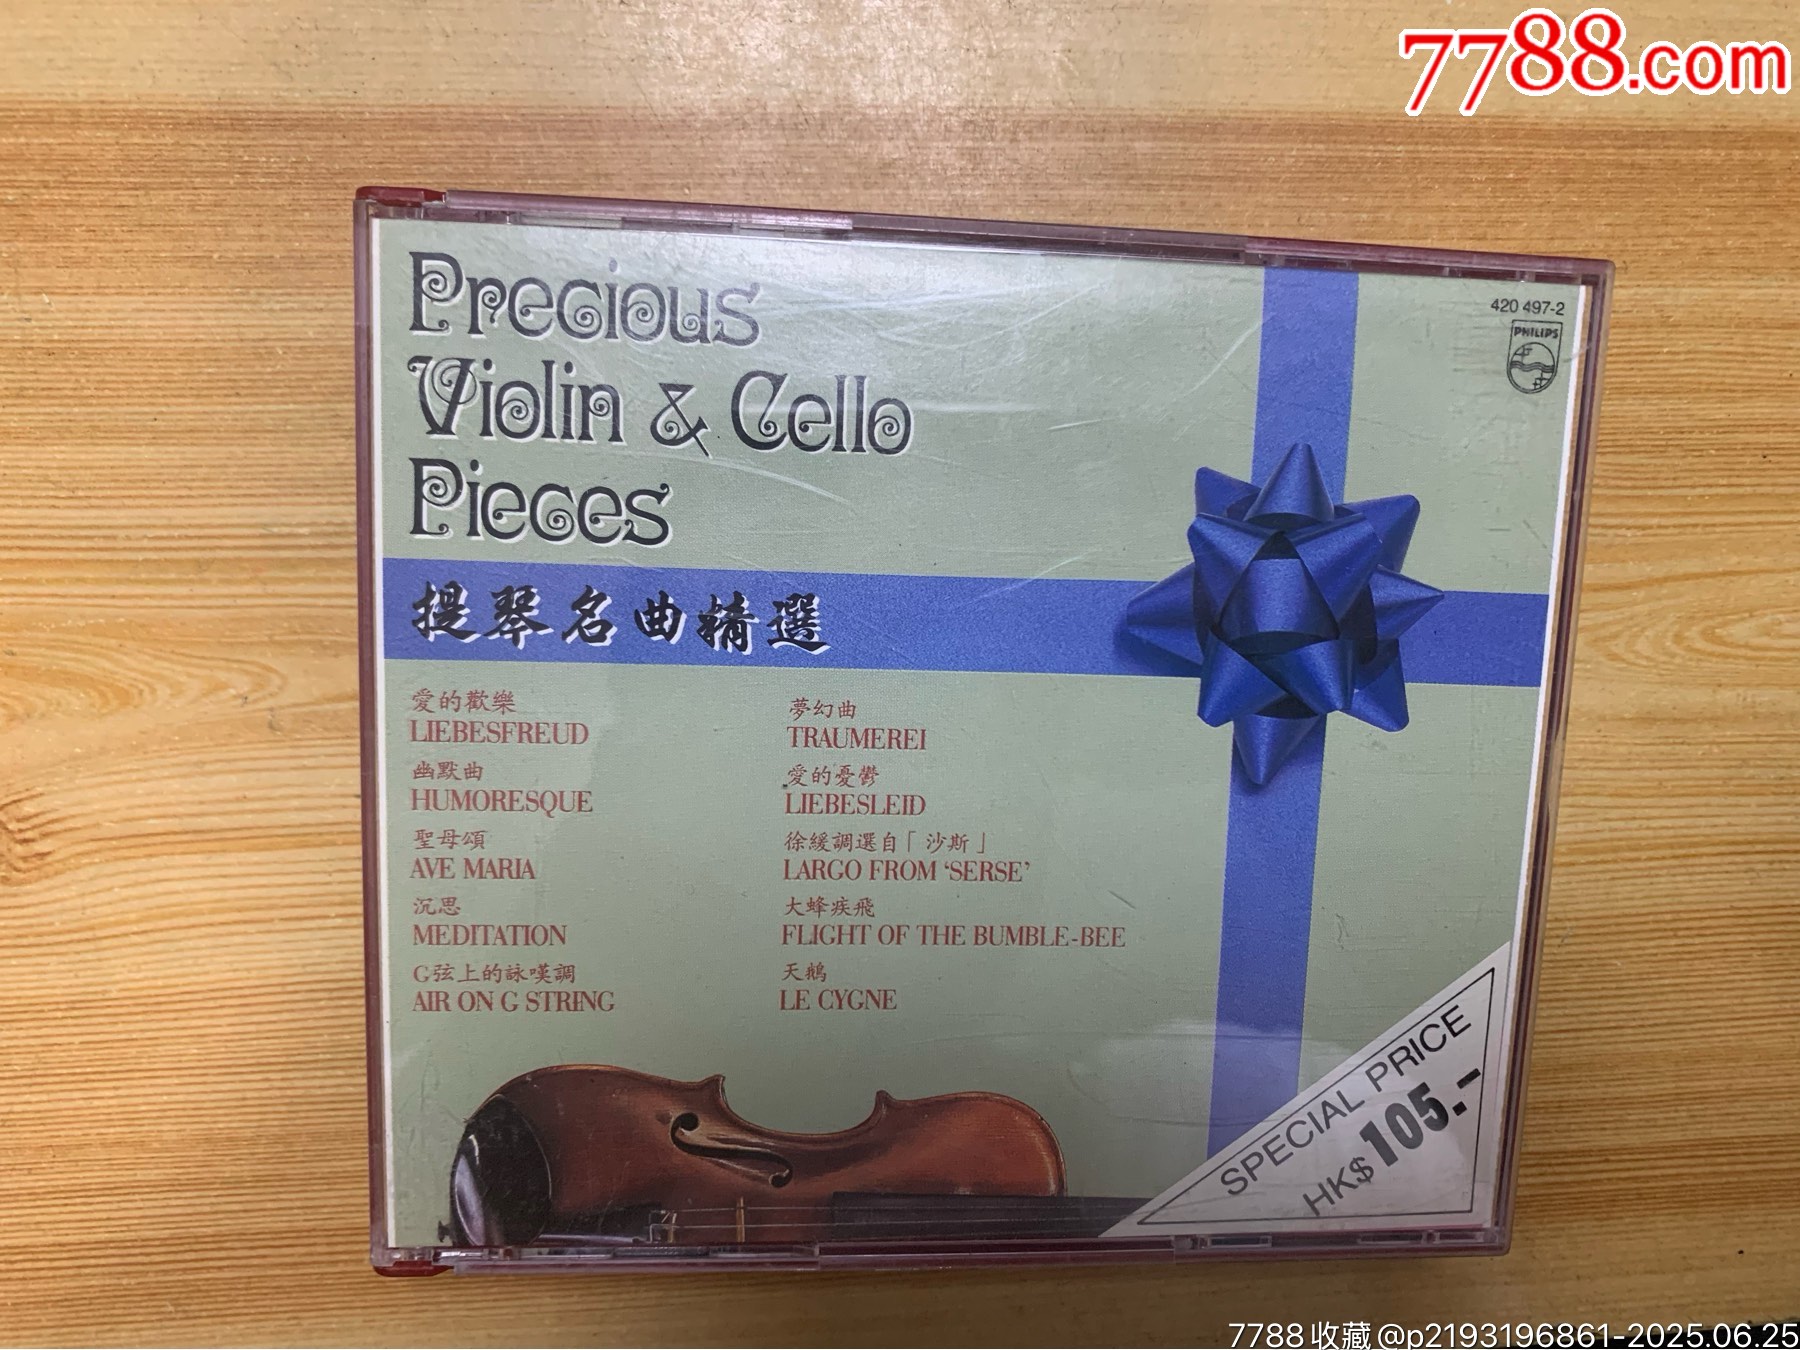 7788.com
Precious
Violin & Cello
Pieces
420 497-2
PHILIPS
提琴名曲精選
愛的歡樂
LIEBESFREUD
幽默曲
HUMORESQUE
聖母頌
AVE MARIA
沉思
MEDITATION
G弦上的詠嘆調
AIR ON G STRING
夢幻曲
TRAUMEREI
愛的憂鬱
LIEBESLEID
徐緩調選自「沙斯」
LARGO FROM ‘SERSE’
大蜂疾飛
FLIGHT OF THE BUMBLE-BEE
天鵝
LE CYGNE
SPECIAL PRICE
HK$105.-
7788收藏@p2193196861-2025.06.25